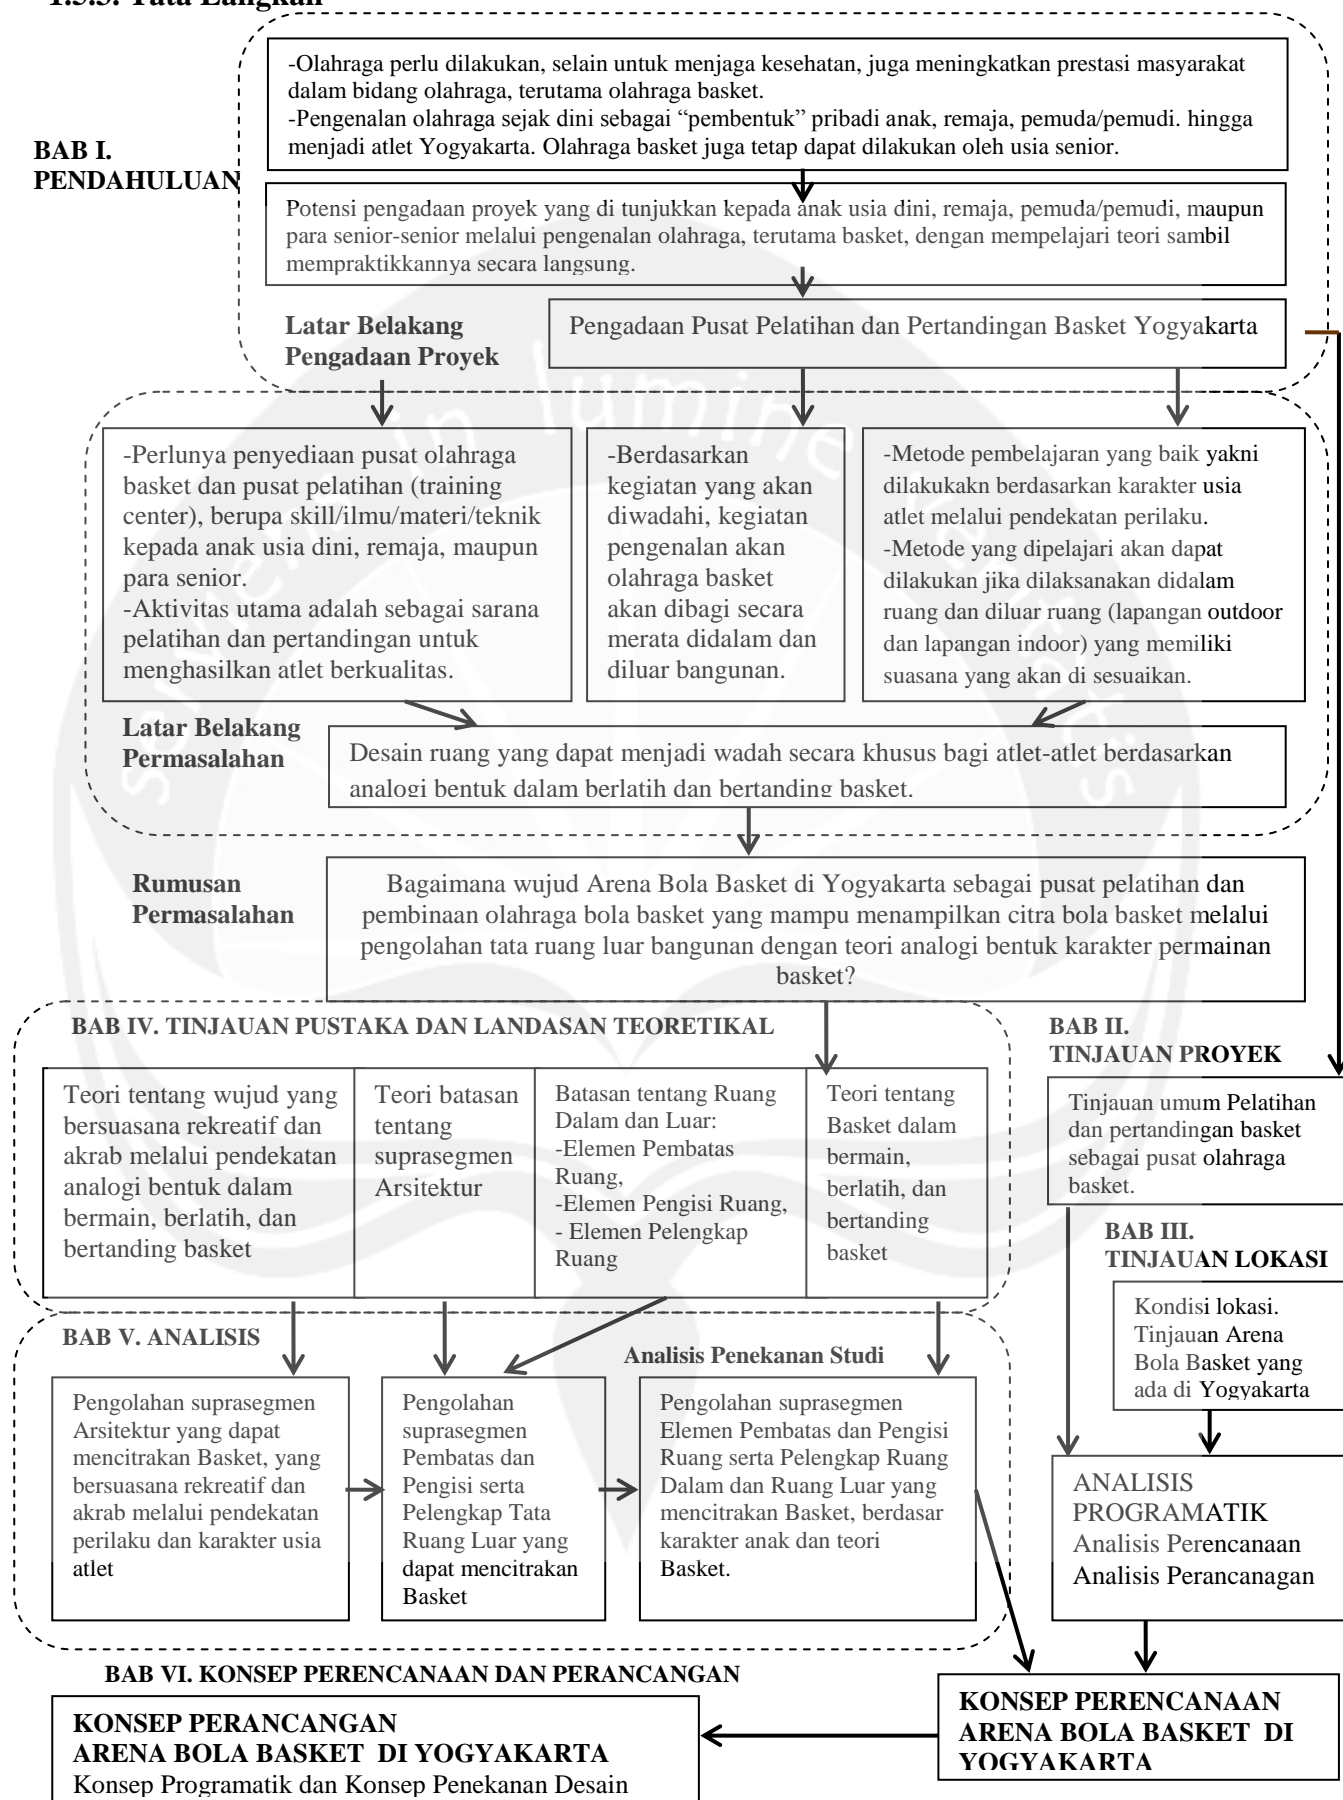 1.5.5. Tata Langkah
-Olahraga perlu dilakukan, selain untuk menjaga kesehatan, juga meningkatkan prestasi masyarakat
dalam bidang olahraga, terutama olahraga basket.
-Pengenalan olahraga sejak dini sebagai “pembentuk” pribadi anak, remaja, pemuda/pemudi. hingga
menjadi atlet Yogyakarta. Olahraga basket juga tetap dapat dilakukan oleh usia senior.
BAB I.
PENDAHULUAN
Potensi pengadaan proyek yang di tunjukkan kepada anak usia dini, remaja, pemuda/pemudi, maupun
para senior-senior melalui pengenalan olahraga, terutama basket, dengan mempelajari teori sambil
mempraktikkannya secara langsung.
Latar Belakang
Pengadaan Proyek
Pengadaan Pusat Pelatihan dan Pertandingan Basket Yogyakarta
-Perlunya penyediaan pusat olahraga
basket dan pusat pelatihan (training
center), berupa skill/ilmu/materi/teknik
kepada anak usia dini, remaja, maupun
para senior.
-Aktivitas utama adalah sebagai sarana
pelatihan dan pertandingan untuk
menghasilkan atlet berkualitas.
-Berdasarkan
kegiatan yang akan
diwadahi, kegiatan
pengenalan akan
olahraga basket
akan dibagi secara
merata didalam dan
diluar bangunan.
-Metode pembelajaran yang baik yakni
dilakukakn berdasarkan karakter usia
atlet melalui pendekatan perilaku.
-Metode yang dipelajari akan dapat
dilakukan jika dilaksanakan didalam
ruang dan diluar ruang (lapangan outdoor
dan lapangan indoor) yang memiliki
suasana yang akan di sesuaikan.
Latar Belakang
Permasalahan
Desain ruang yang dapat menjadi wadah secara khusus bagi atlet-atlet berdasarkan
analogi bentuk dalam berlatih dan bertanding basket.
Rumusan
Permasalahan
Bagaimana wujud Arena Bola Basket di Yogyakarta sebagai pusat pelatihan dan
pembinaan olahraga bola basket yang mampu menampilkan citra bola basket melalui
pengolahan tata ruang luar bangunan dengan teori analogi bentuk karakter permainan
basket?
BAB IV. TINJAUAN PUSTAKA DAN LANDASAN TEORETIKAL
Teori tentang wujud yang
bersuasana rekreatif dan
akrab melalui pendekatan
analogi bentuk dalam
bermain, berlatih, dan
bertanding basket
Teori batasan
tentang
suprasegmen
Arsitektur
Batasan tentang Ruang
Dalam dan Luar:
-Elemen Pembatas
Ruang,
-Elemen Pengisi Ruang,
- Elemen Pelengkap
Ruang
Teori tentang
Basket dalam
bermain,
berlatih, dan
bertanding
basket
BAB II.
TINJAUAN PROYEK
Tinjauan umum Pelatihan
dan pertandingan basket
sebagai pusat olahraga
basket.
BAB III.
TINJAUAN LOKASI
Kondisi lokasi.
Tinjauan Arena
Bola Basket yang
ada di Yogyakarta
BAB V. ANALISIS
Analisis Penekanan Studi
Pengolahan suprasegmen
Arsitektur yang dapat
mencitrakan Basket, yang
bersuasana rekreatif dan
akrab melalui pendekatan
perilaku dan karakter usia
atlet
Pengolahan
suprasegmen
Pembatas dan
Pengisi serta
Pelengkap Tata
Ruang Luar yang
dapat mencitrakan
Basket
Pengolahan suprasegmen
Elemen Pembatas dan Pengisi
Ruang serta Pelengkap Ruang
Dalam dan Ruang Luar yang
mencitrakan Basket, berdasar
karakter anak dan teori
Basket.
ANALISIS
PROGRAMATIK
Analisis Perencanaan
Analisis Perancanagan
BAB VI. KONSEP PERENCANAAN DAN PERANCANGAN
KONSEP PERANCANGAN
ARENA BOLA BASKET DI YOGYAKARTA
Konsep Programatik dan Konsep Penekanan Desain
KONSEP PERENCANAAN
ARENA BOLA BASKET DI
YOGYAKARTA
serviens in lumine veritatis